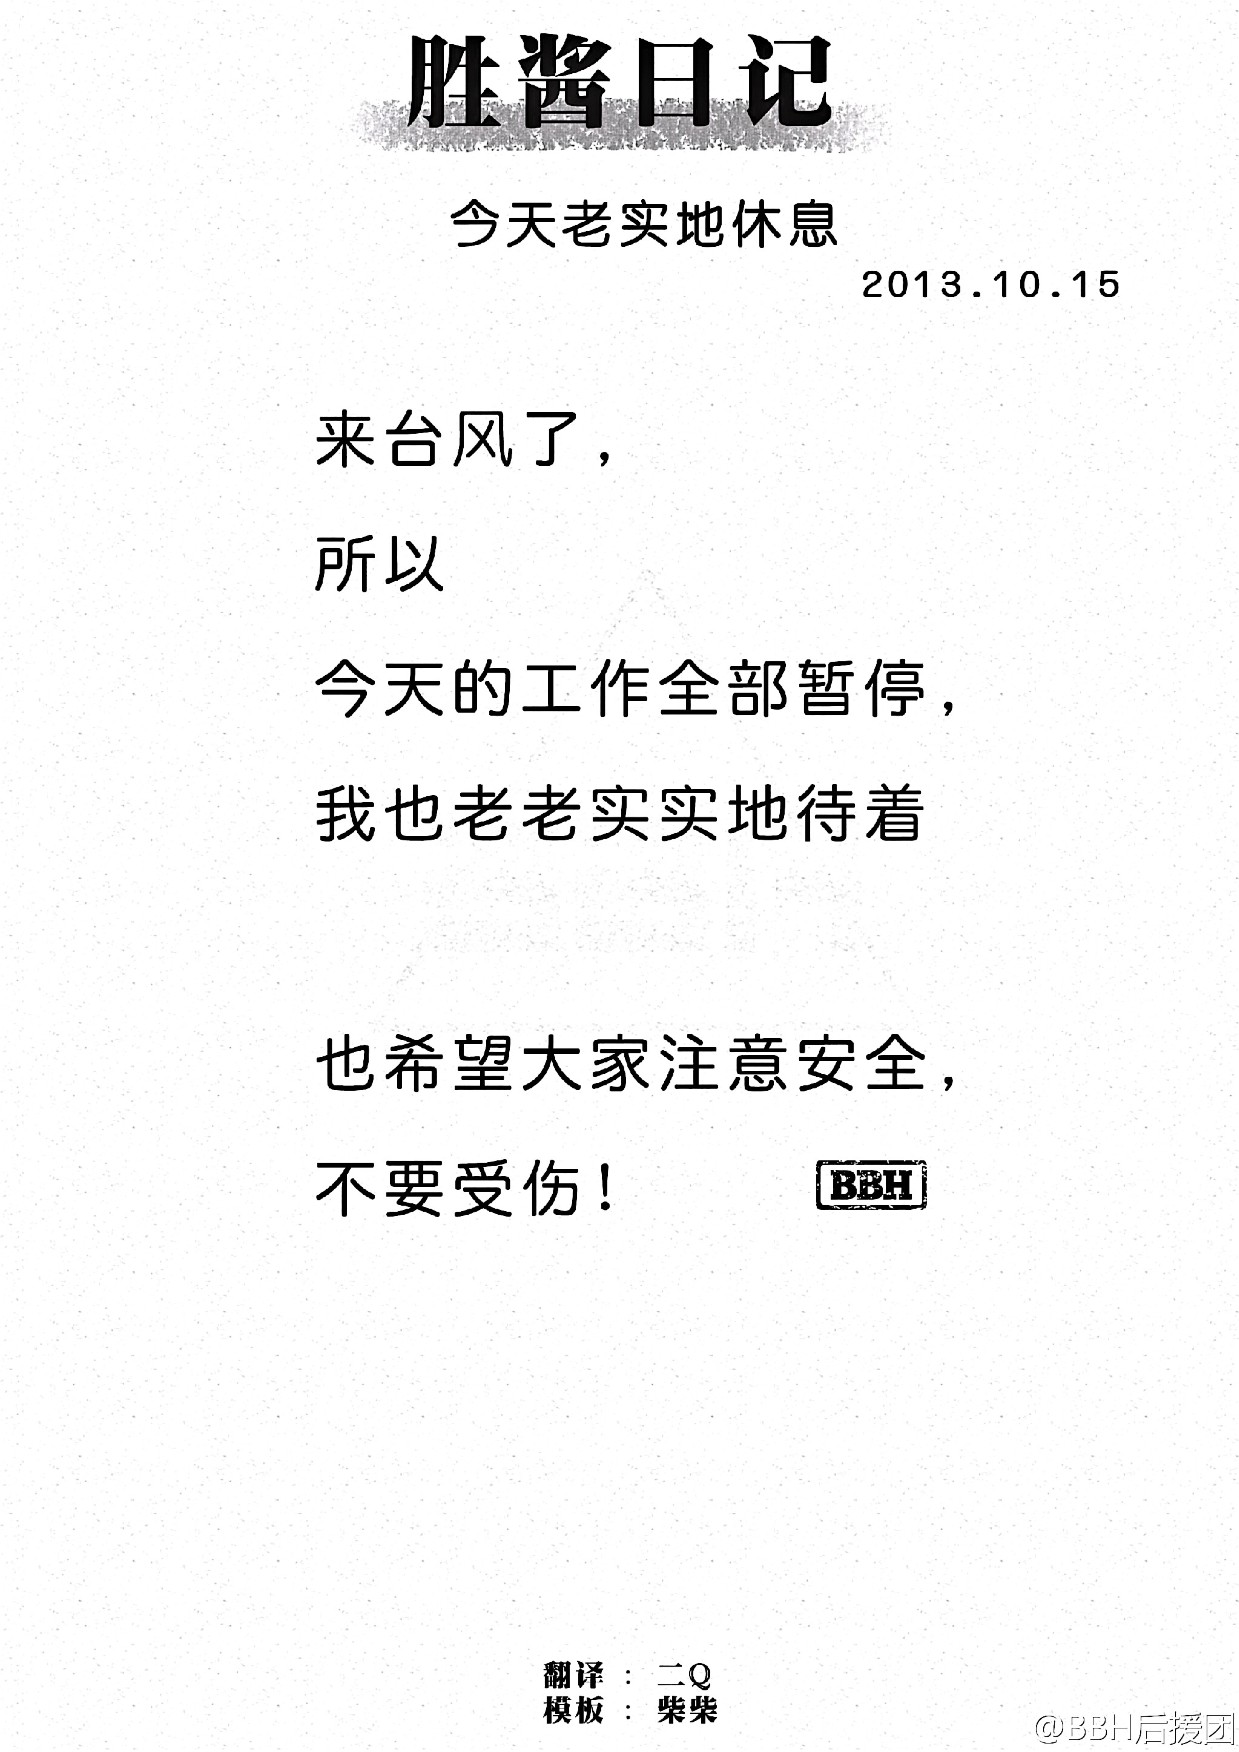 胜酱日记
今天老实地休息
2013.10.15
来台风了，
所以
今天的工作全部暂停，
我也老老实实地待着
也希望大家注意安全，
不要受伤！
BBH
翻译：二Q
模板：柴柴
@BBH后援团